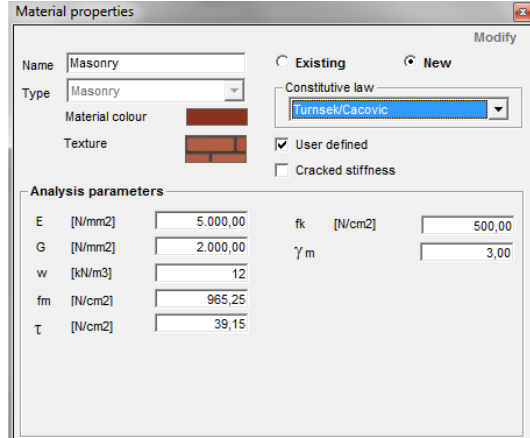 Material properties
Modify
Name Masonry
Existing New
Type Masonry
Constitutive law
Turnsek/Cacovic
Material colour
Texture
User defined
Cracked stiffness
Analysis parameters
E [N/mm2] 5.000,00
fk [N/cm2] 500,00
G [N/mm2] 2.000,00
γ m 3,00
w [kN/m3] 12
fm [N/cm2] 965,25
τ [N/cm2] 39,15